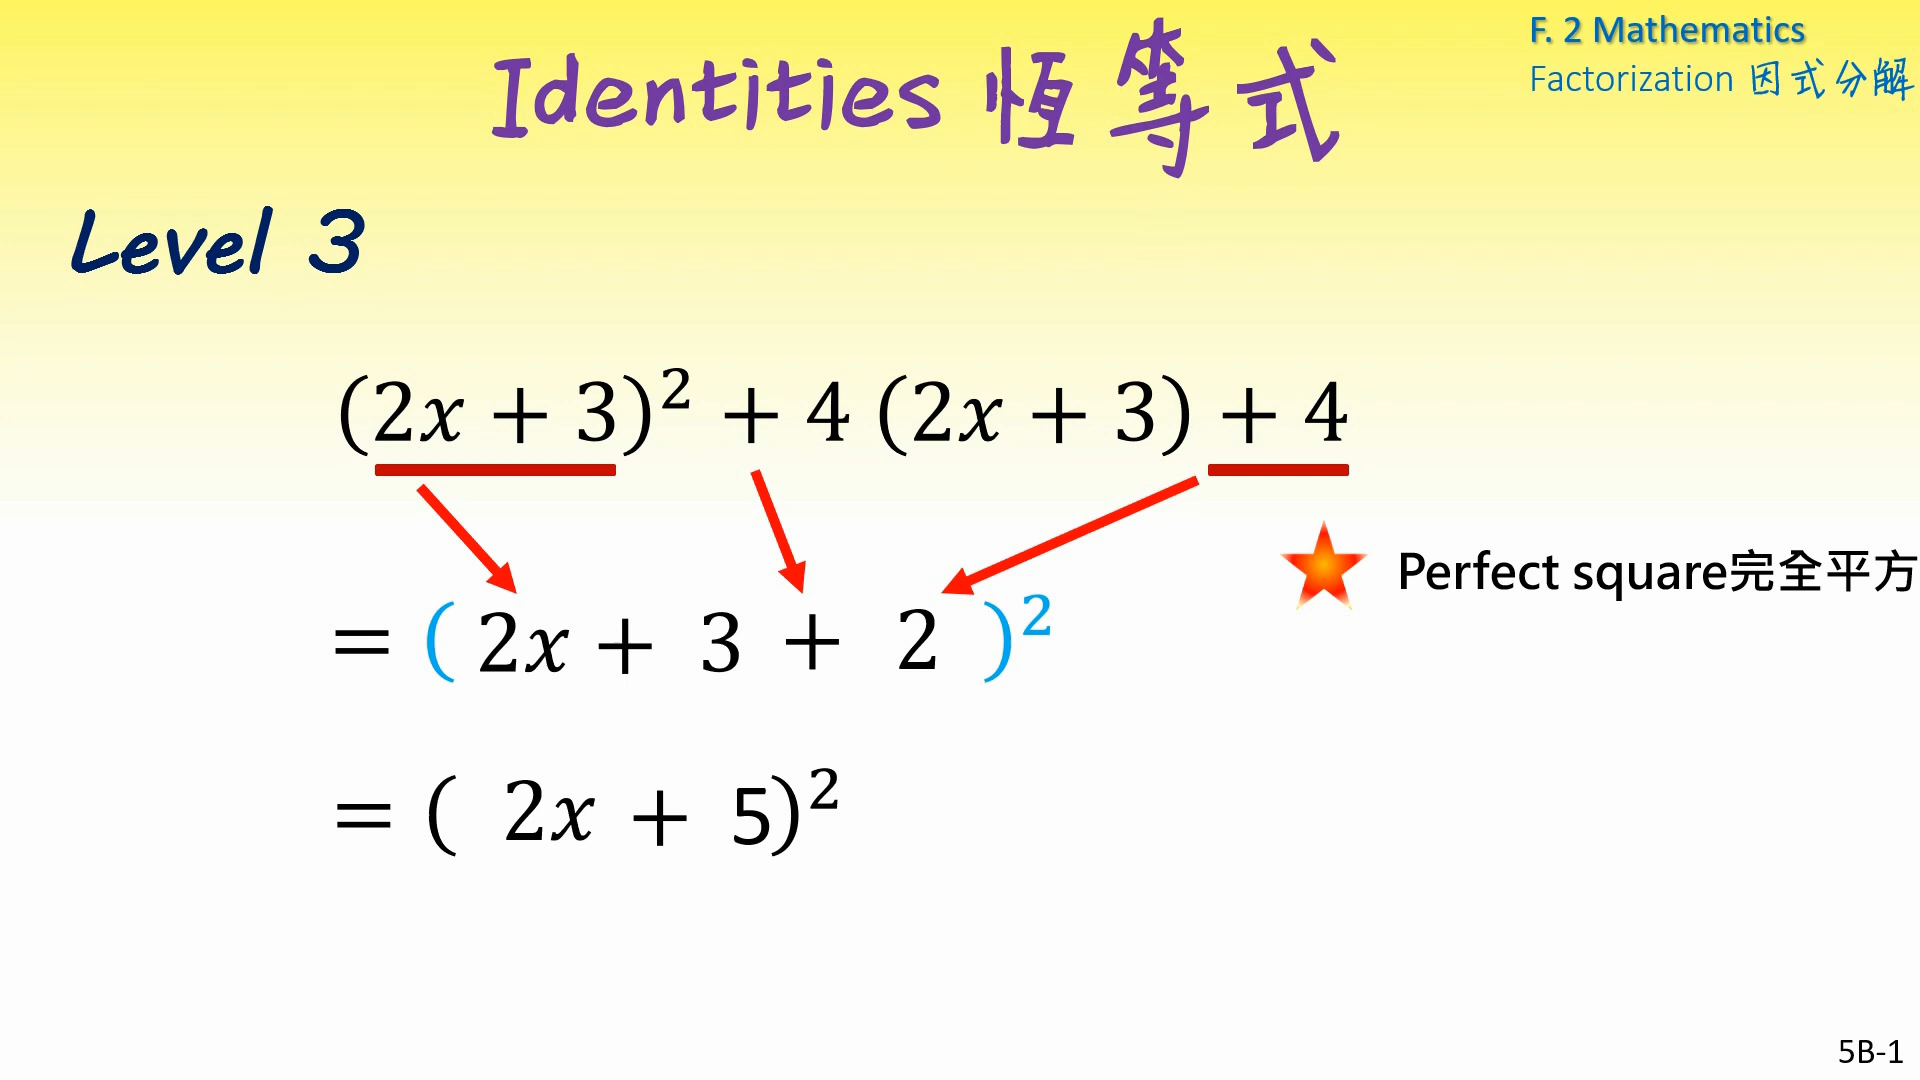 F. 2 Mathematics
Factorization 因式分解
Identities 恆等式
Level 3
(2x + 3)² + 4 (2x + 3) + 4
Perfect square完全平方
= ( 2x + 3 + 2 )²
= ( 2x + 5)²
5B-1